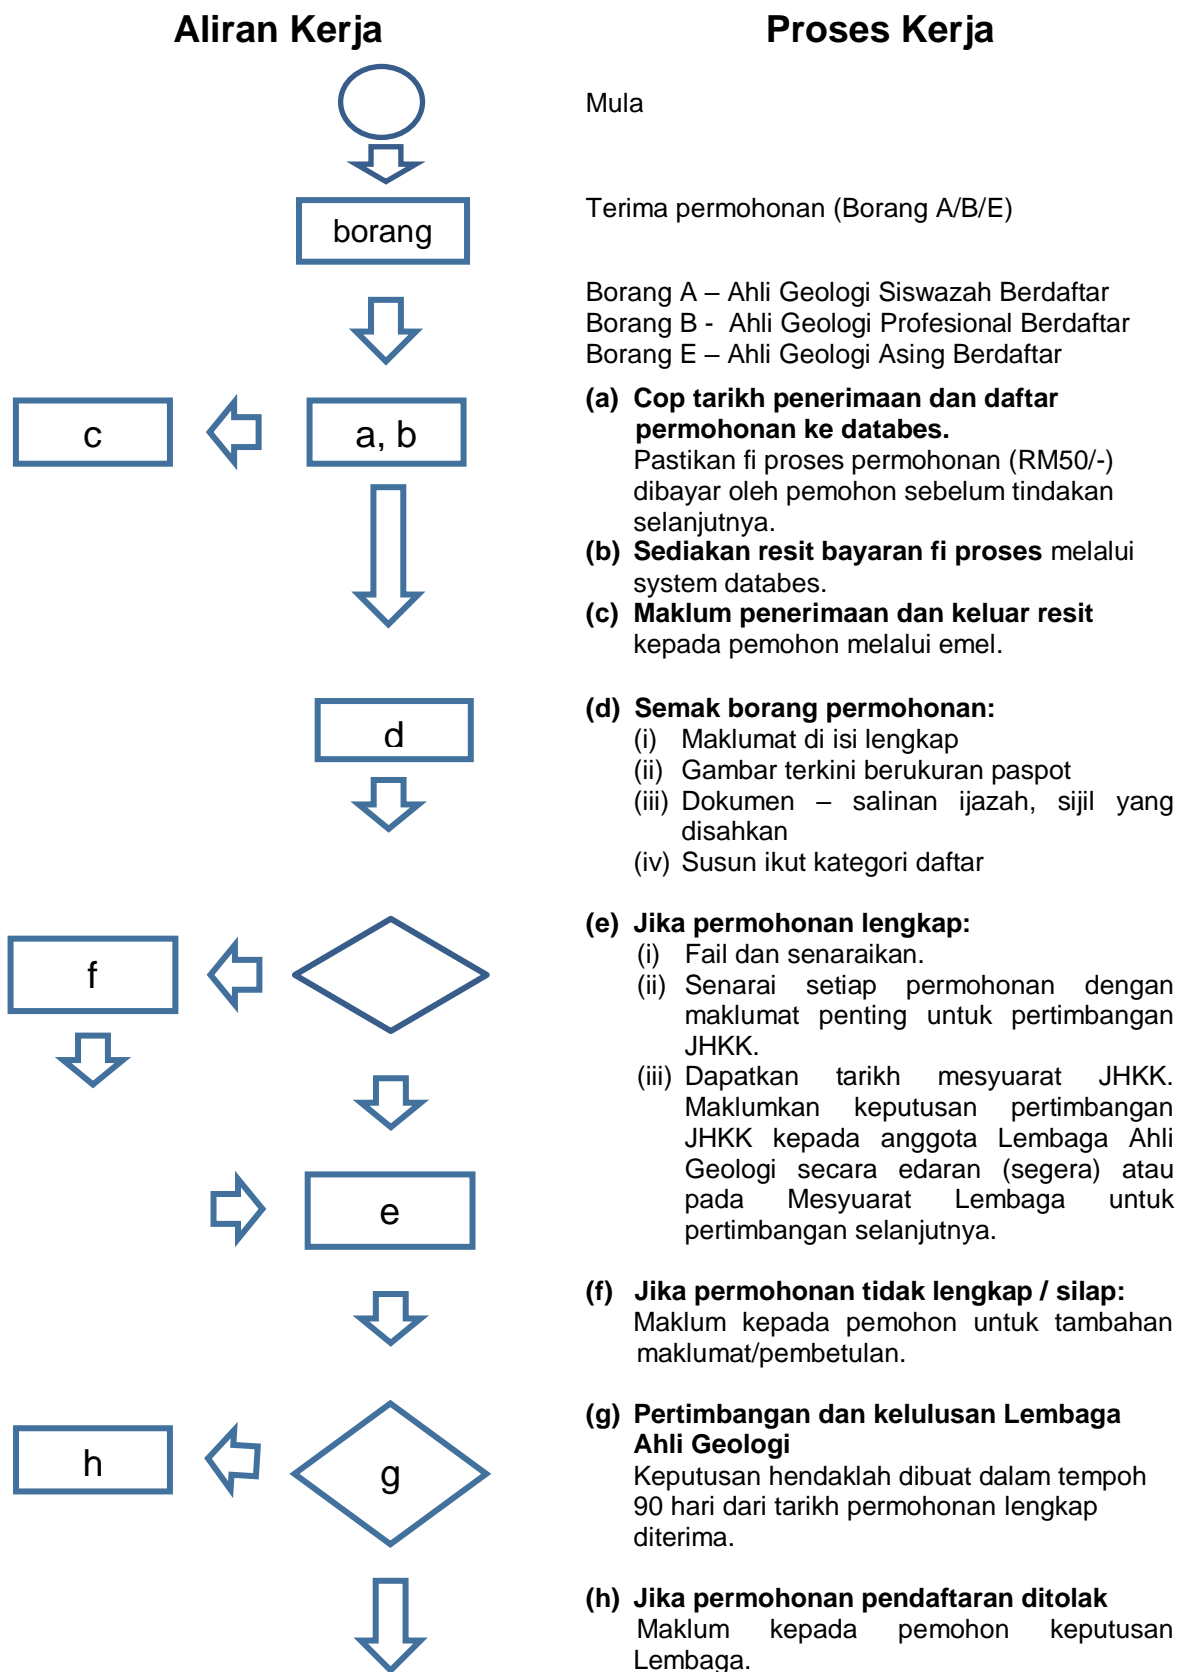 Aliran Kerja
Proses Kerja
Mula
borang
Terima permohonan (Borang A/B/E)
Borang A – Ahli Geologi Siswazah Berdaftar
Borang B - Ahli Geologi Profesional Berdaftar
Borang E – Ahli Geologi Asing Berdaftar
c
a, b
(a) Cop tarikh penerimaan dan daftar
permohonan ke databes.
Pastikan fi proses permohonan (RM50/-)
dibayar oleh pemohon sebelum tindakan
selanjutnya.
(b) Sediakan resit bayaran fi proses melalui
system databes.
(c) Maklum penerimaan dan keluar resit
kepada pemohon melalui emel.
d
(d) Semak borang permohonan:
(i) Maklumat di isi lengkap
(ii) Gambar terkini berukuran paspot
(iii) Dokumen – salinan ijazah, sijil yang
disahkan
(iv) Susun ikut kategori daftar
f
(e) Jika permohonan lengkap:
(i) Fail dan senaraikan.
(ii) Senarai setiap permohonan dengan
maklumat penting untuk pertimbangan
JHKK.
(iii) Dapatkan tarikh mesyuarat JHKK.
Maklumkan keputusan pertimbangan
JHKK kepada anggota Lembaga Ahli
Geologi secara edaran (segera) atau
pada Mesyuarat Lembaga untuk
pertimbangan selanjutnya.
e
(f) Jika permohonan tidak lengkap / silap:
Maklum kepada pemohon untuk tambahan
maklumat/pembetulan.
h
g
(g) Pertimbangan dan kelulusan Lembaga
Ahli Geologi
Keputusan hendaklah dibuat dalam tempoh
90 hari dari tarikh permohonan lengkap
diterima.
(h) Jika permohonan pendaftaran ditolak
Maklum kepada pemohon keputusan
Lembaga.